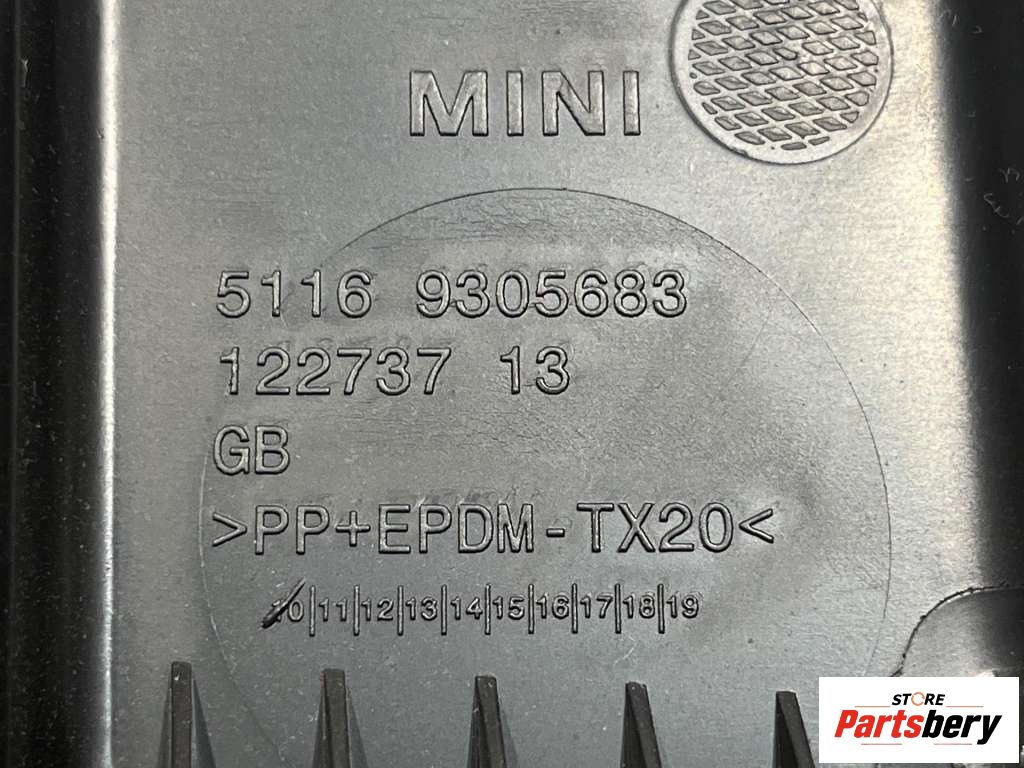 MINI
5116 9305683
122737 13
GB
>PP+EPDM-TX20<
10|11|12|13|14|15|16|17|18|19
STORE
Partsbery